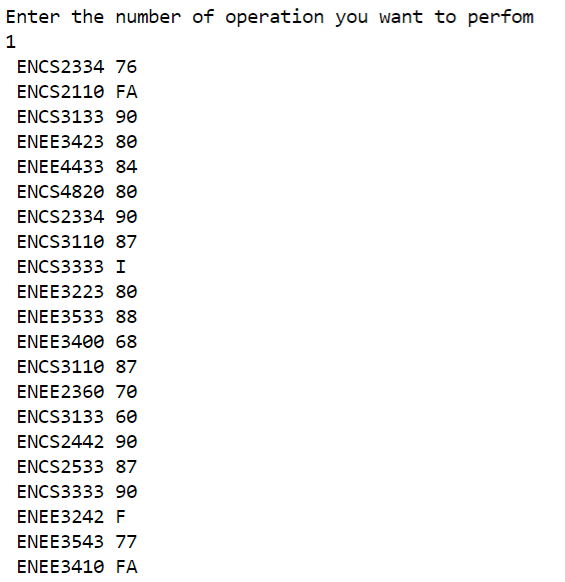 Enter the number of operation you want to perfom
1
ENCS2334 76
ENCS2110 FA
ENCS3133 90
ENEE3423 80
ENEE4433 84
ENCS4820 80
ENCS2334 90
ENCS3110 87
ENCS3333 I
ENEE3223 80
ENEE3533 88
ENEE3400 68
ENCS3110 87
ENEE2360 70
ENCS3133 60
ENCS2442 90
ENCS2533 87
ENCS3333 90
ENEE3242 F
ENEE3543 77
ENEE3410 FA